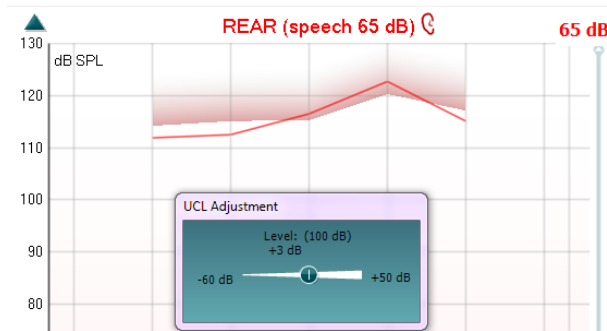 REAR (speech 65 dB)
65 dB
130
dB SPL
120
110
100
90
80
UCL Adjustment
Level: (100 dB)
+3 dB
-60 dB
+50 dB